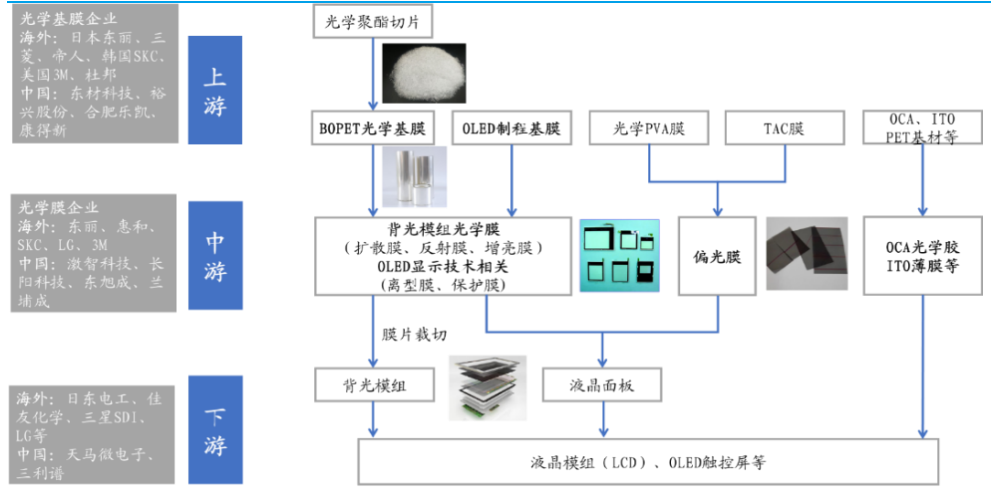 光学基膜企业
海外：日本东丽、三
菱、帝人、韩国SKC、
美国3M、杜邦
中国：东材科技、裕
兴股份、合肥乐凯、
康得新
上
游
光学聚酯切片
BOPET光学基膜
OLED制程基膜
光学PVA膜
TAC膜
OCA、ITO
PET基材等
光学膜企业
海外：东丽、惠和、
SKC、LG、3M
中国：激智科技、长
阳科技、东旭成、兰
埔成
中
游
背光模组光学膜
（扩散膜、反射膜、增亮膜）
OLED显示技术相关
(离型膜、保护膜)
偏光膜
OCA光学胶
ITO薄膜等
膜片裁切
海外：日东电工、佳
友化学、三星SDI、
LG等
中国：天马微电子、
三利谱
下
游
背光模组
液晶面板
液晶模组（LCD）、OLED触控屏等